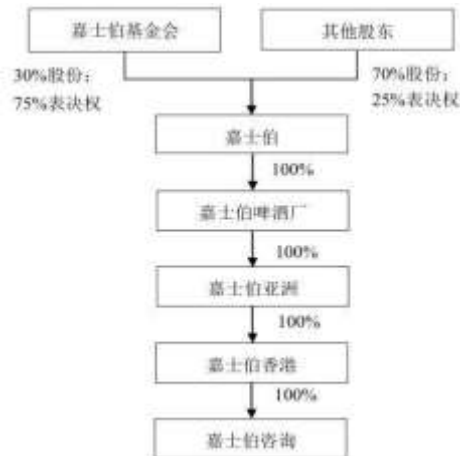 嘉士伯基金会
其他股东
30%股份;
75%表决权
70%股份;
25%表决权
嘉士伯
100%
嘉士伯啤酒厂
100%
嘉士伯亚洲
100%
嘉士伯香港
100%
嘉士伯咨询